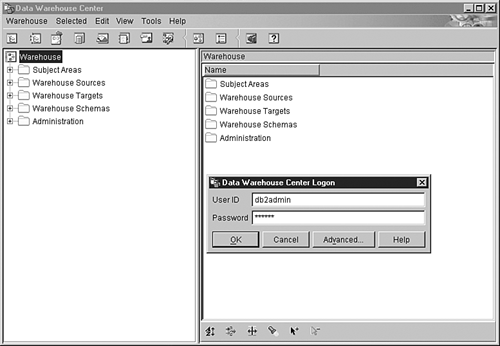 Data Warehouse Center
Warehouse Selected Edit View Tools Help
Warehouse
Subject Areas
Warehouse Sources
Warehouse Targets
Warehouse Schemas
Administration
Warehouse
Name
Subject Areas
Warehouse Sources
Warehouse Targets
Warehouse Schemas
Administration
Data Warehouse Center Logon
User ID db2admin
Password ******
OK Cancel Advanced... Help